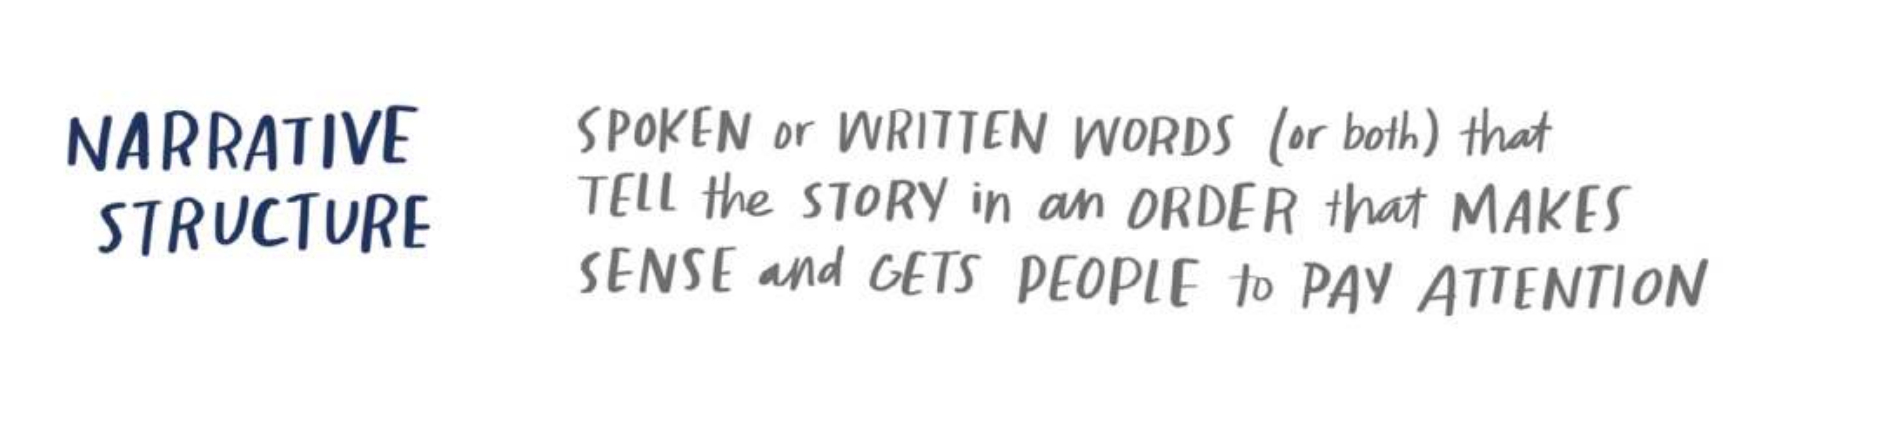 NARRATIVE
STRUCTURE
SPOKEN or WRITTEN WORDS (or both) that
TELL the STORY in an ORDER that MAKES
SENSE and GETS PEOPLE to PAY ATTENTION